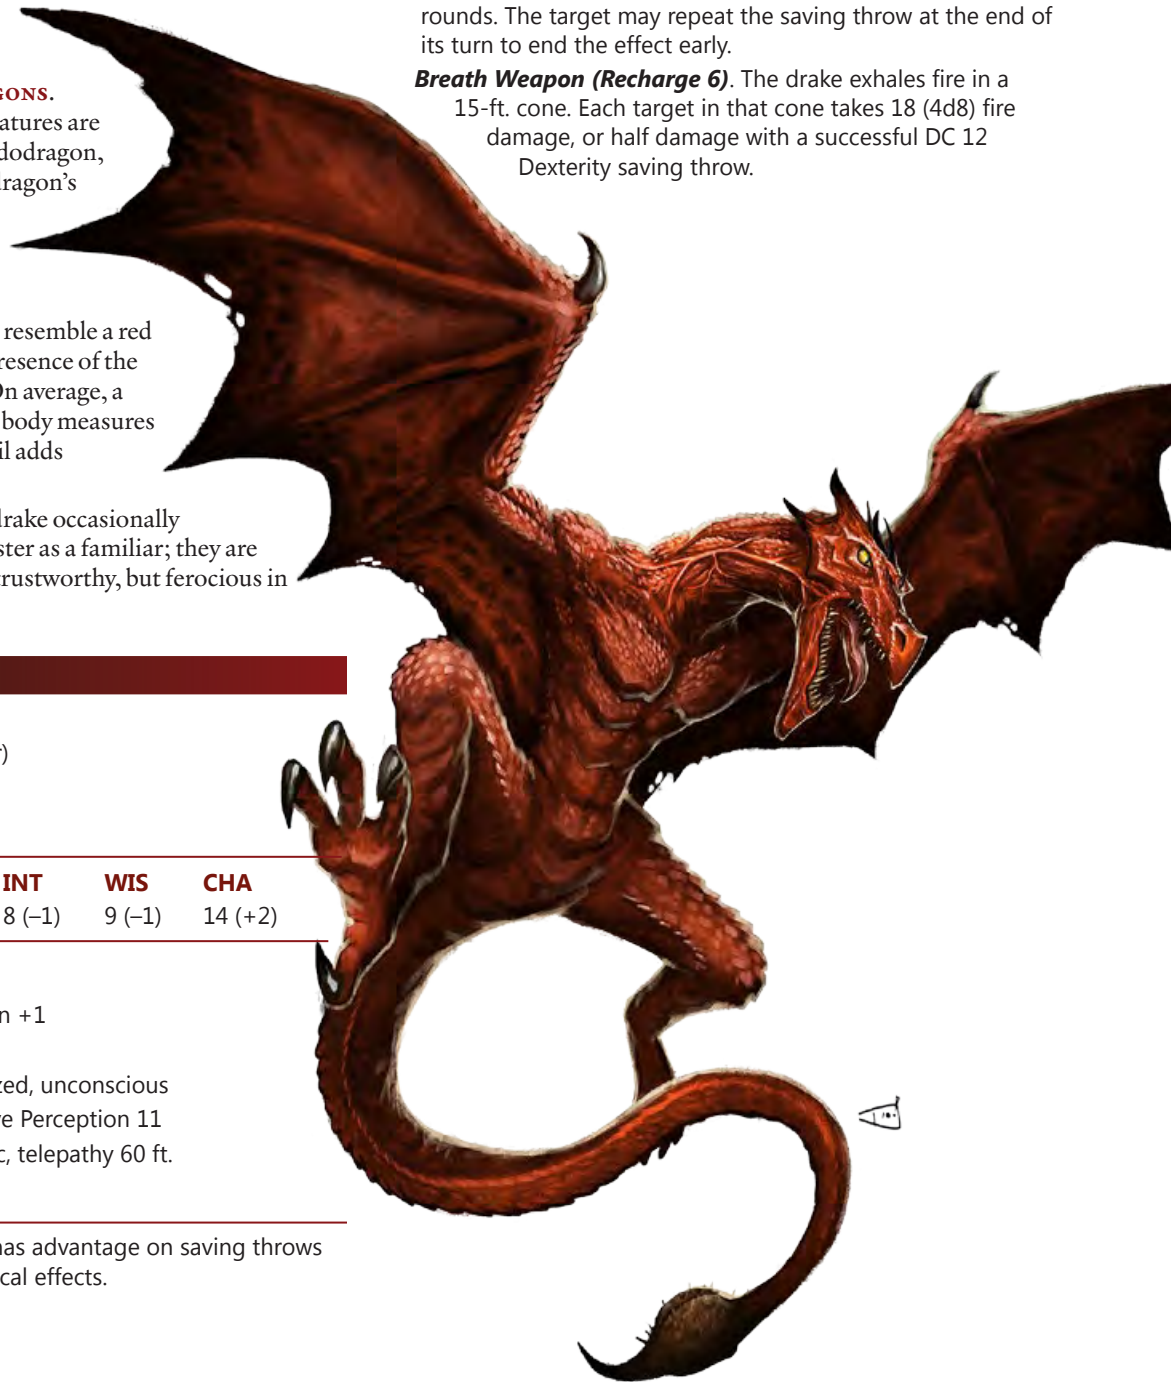 rounds. The target may repeat the saving throw at the end of
its turn to end the effect early.
Breath Weapon (Recharge 6). The drake exhales fire in a
15-ft. cone. Each target in that cone takes 18 (4d8) fire
damage, or half damage with a successful DC 12
Dexterity saving throw.
GONS.
atures are
dodragon,
dragon's
resemble a red
resence of the
On average, a
body measures
il adds
drake occasionally
ster as a familiar; they are
trustworthy, but ferocious in
r)
INT WIS CHA
8 (–1) 9 (–1) 14 (+2)
n +1
zed, unconscious
ve Perception 11
c, telepathy 60 ft.
has advantage on saving throws
cal effects.